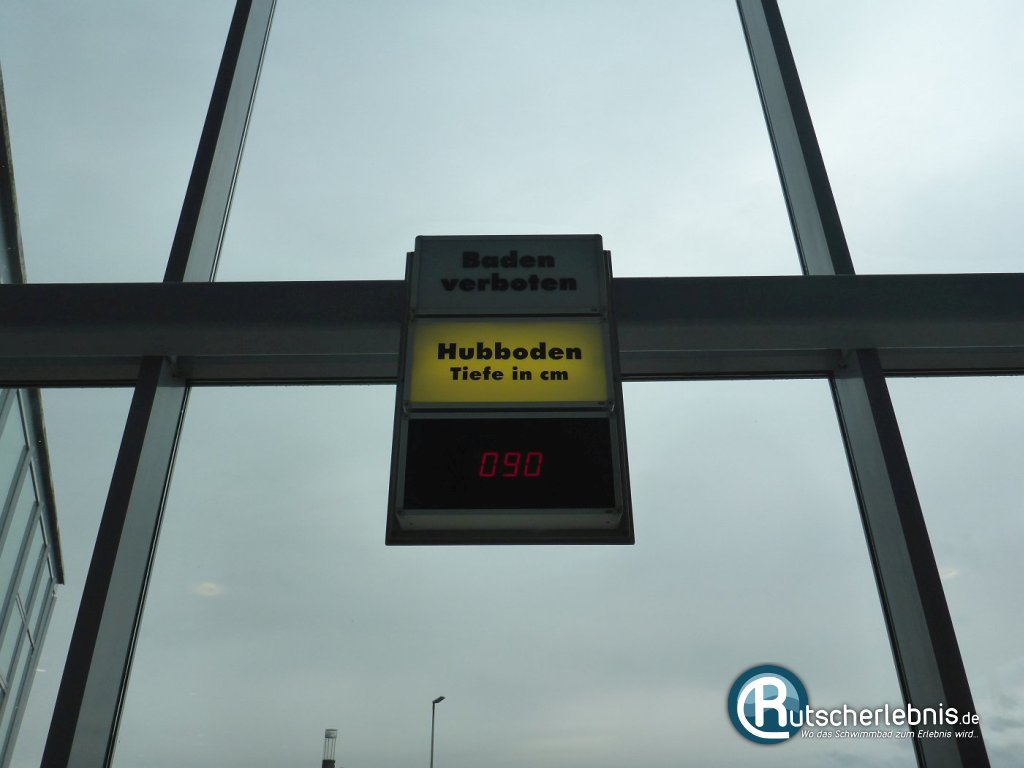 Baden
verboten
Hubboden
Tiefe in cm
090
Rutscherlebnis.de
Wo das Schwimmbad zum Erlebnis wird...